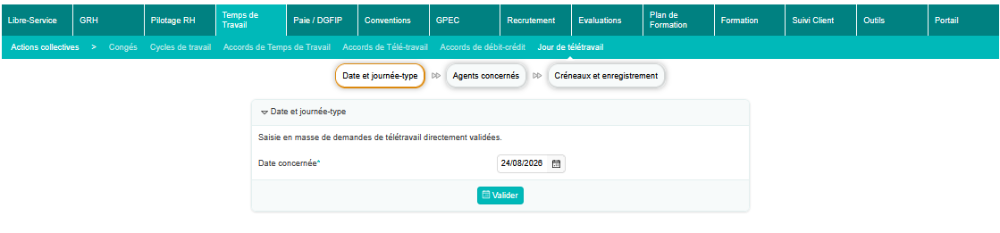 Libre-Service GRH Pilotage RH Temps de Travail Paie / DGFIP Conventions GPEC Recrutement Evaluations Plan de Formation Formation Suivi Client Outils Portail
Actions collectives > Congés Cycles de travail Accords de Temps de Travail Accords de Télé-travail Accords de débit-crédit Jour de télétravail
Date et journée-type Agents concernés Créneaux et enregistrement
Date et journée-type
Saisie en masse de demandes de télétravail directement validées.
Date concernée* 24/08/2026
Valider